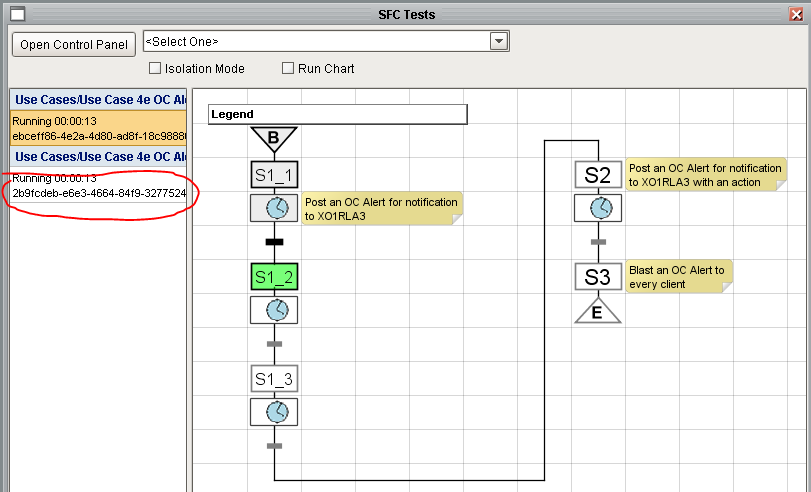 SFC Tests
Open Control Panel
<Select One>
Isolation Mode
Run Chart
Use Cases/Use Case 4e OC Al
Running 00:00:13
ebceff86-4e2a-4d80-ad8f-18c9888
Use Cases/Use Case 4e OC Al
Running 00:00:13
2b9fcdeb-e6e3-4664-84f9-3277524
Legend
B
S1_1
Post an OC Alert for notification
to XO1RLA3
S1_2
S1_3
S2
Post an OC Alert for notification
to XO1RLA3 with an action
S3
Blast an OC Alert to
every client
E